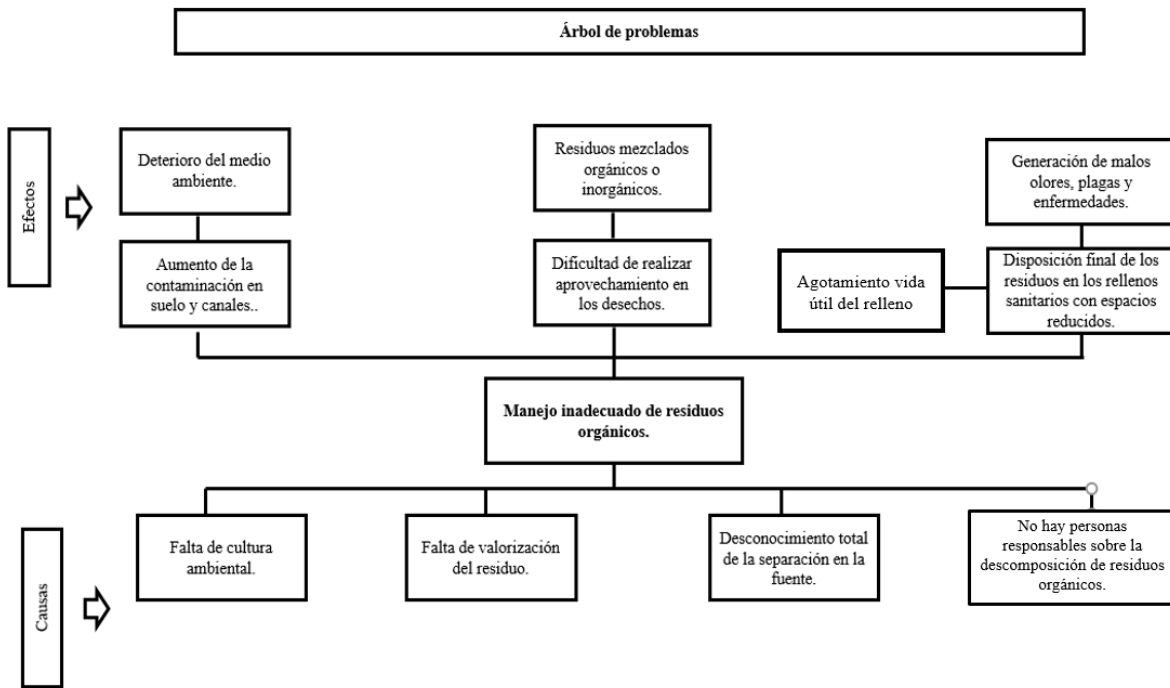 Árbol de problemas
Efectos
Deterioro del medio
ambiente.
Residuos mezclados
orgánicos o
inorgánicos.
Generación de malos
olores, plagas y
enfermedades.
Aumento de la
contaminación en
suelo y canales..
Dificultad de realizar
aprovechamiento en
los desechos.
Agotamiento vida
útil del relleno
Disposición final de los
residuos en los rellenos
sanitarios con espacios
reducidos.
Manejo inadecuado de residuos
orgánicos.
Causas
Falta de cultura
ambiental.
Falta de valorización
del residuo.
Desconocimiento total
de la separación en la
fuente.
No hay personas
responsables sobre la
descomposición de residuos
orgánicos.